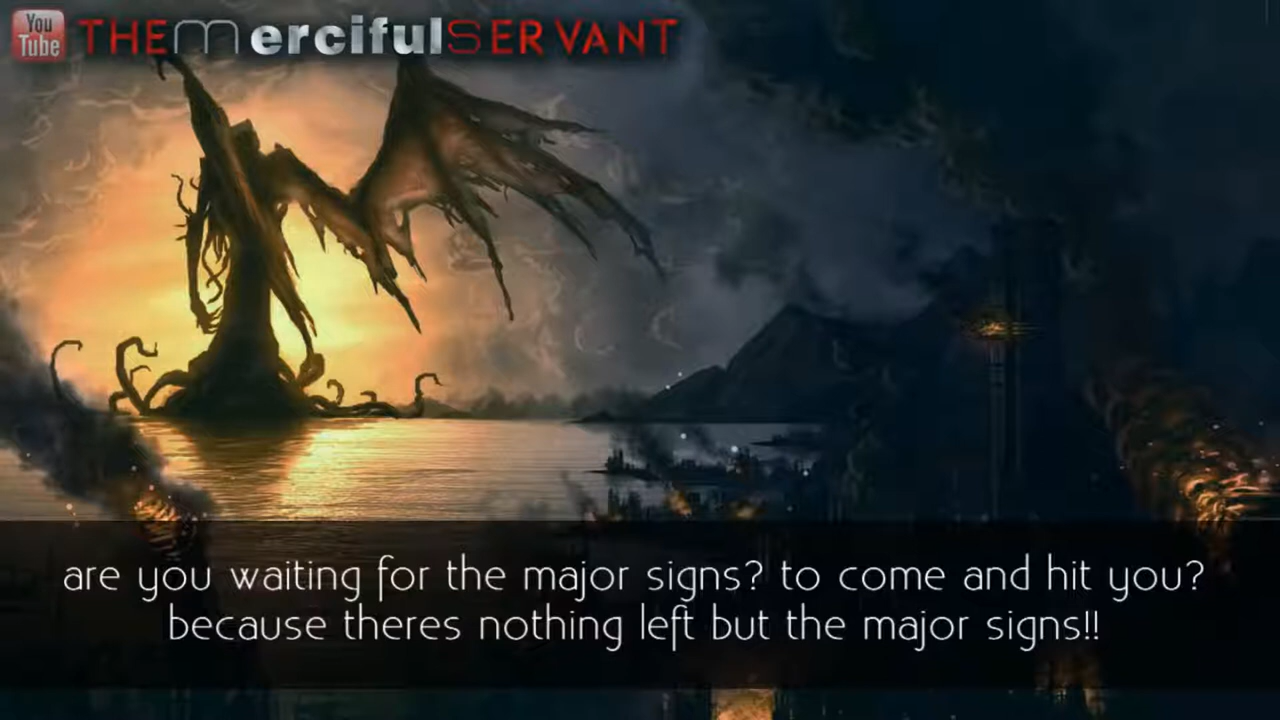 You
Tube THEMercifulSERVANT
are you waiting for the major signs? to come and hit you?
because theres nothing left but the major signs!!